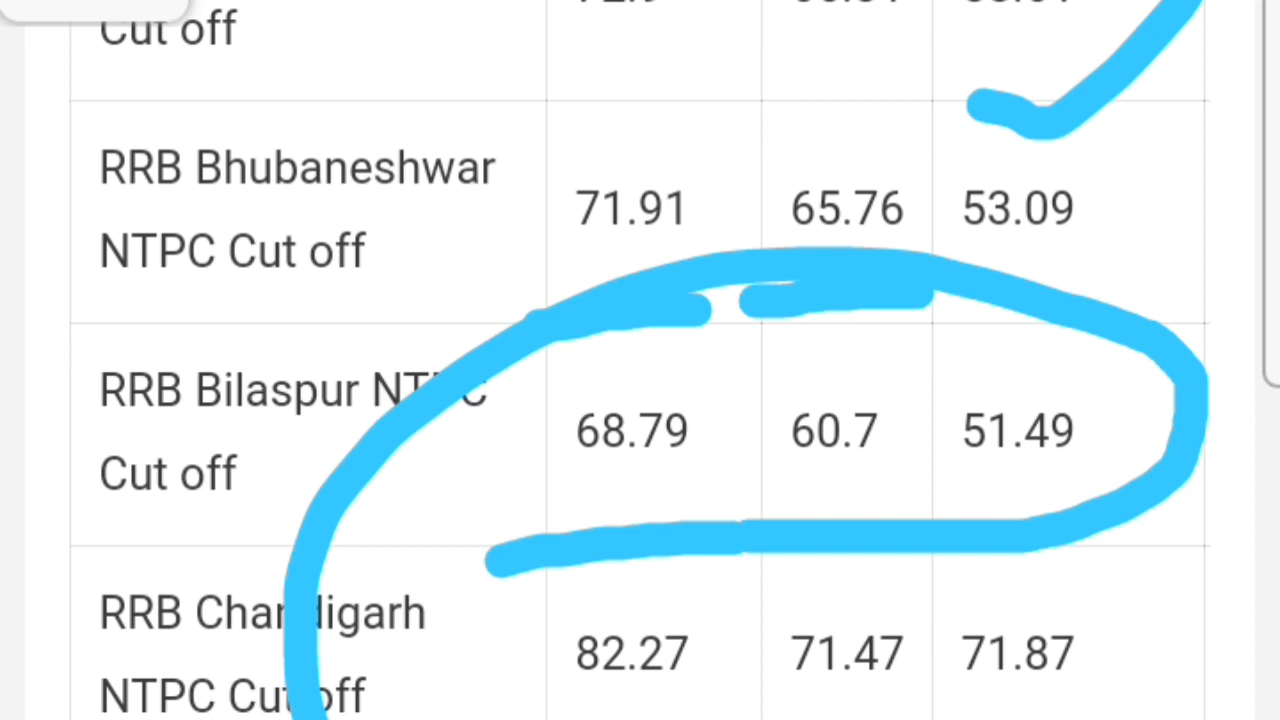 Cut off
RRB Bhubaneshwar
NTPC Cut off
71.91 65.76 53.09
RRB Bilaspur NTPC
Cut off
68.79 60.7 51.49
RRB Chandigarh
NTPC Cut off
82.27 71.47 71.87